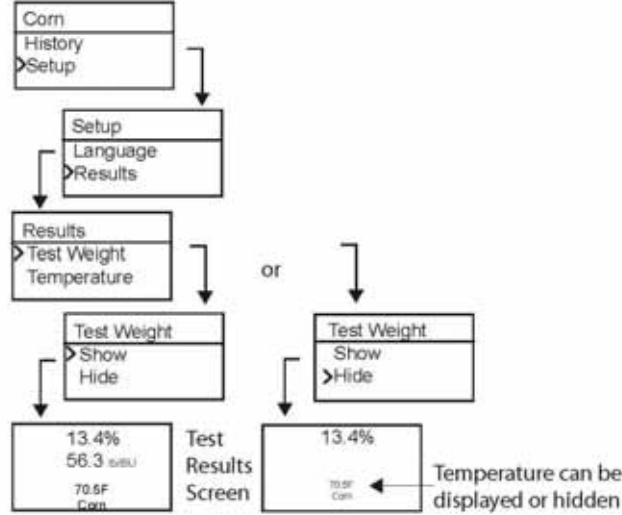 Corn
History
>Setup
Setup
Language
>Results
Results
> Test Weight
Temperature
or
Test Weight
>Show
Hide
Test Weight
Show
>Hide
13.4%
56.3 lb/BU
70.5F
Corn
Test
Results
Screen
13.4%
70.5F
Corn
Temperature can be
displayed or hidden